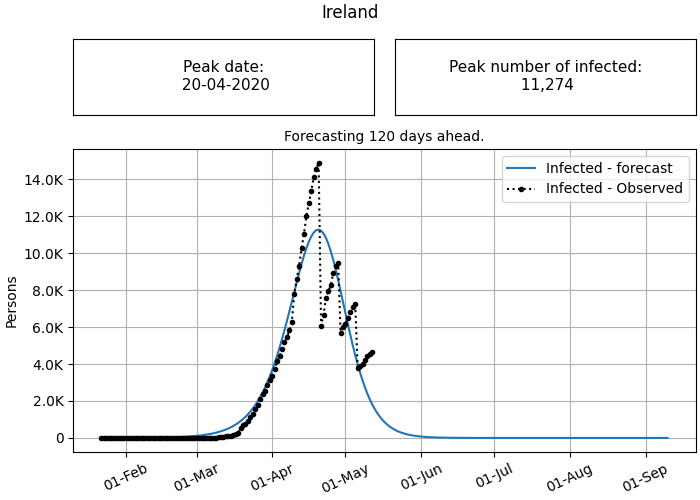 Ireland
Peak date:
20-04-2020
Peak number of infected:
11,274
Forecasting 120 days ahead.
Infected - forecast
Infected - Observed
Persons
14.0K
12.0K
10.0K
8.0K
6.0K
4.0K
2.0K
0
01-Feb
01-Mar
01-Apr
01-May
01-Jun
01-Jul
01-Aug
01-Sep